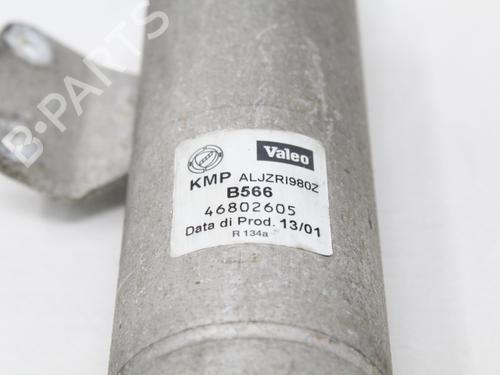 B-PARTS
Valeo
KMP ALJZRI980Z
B566
46802605
Data di Prod. 13/01
R 134a